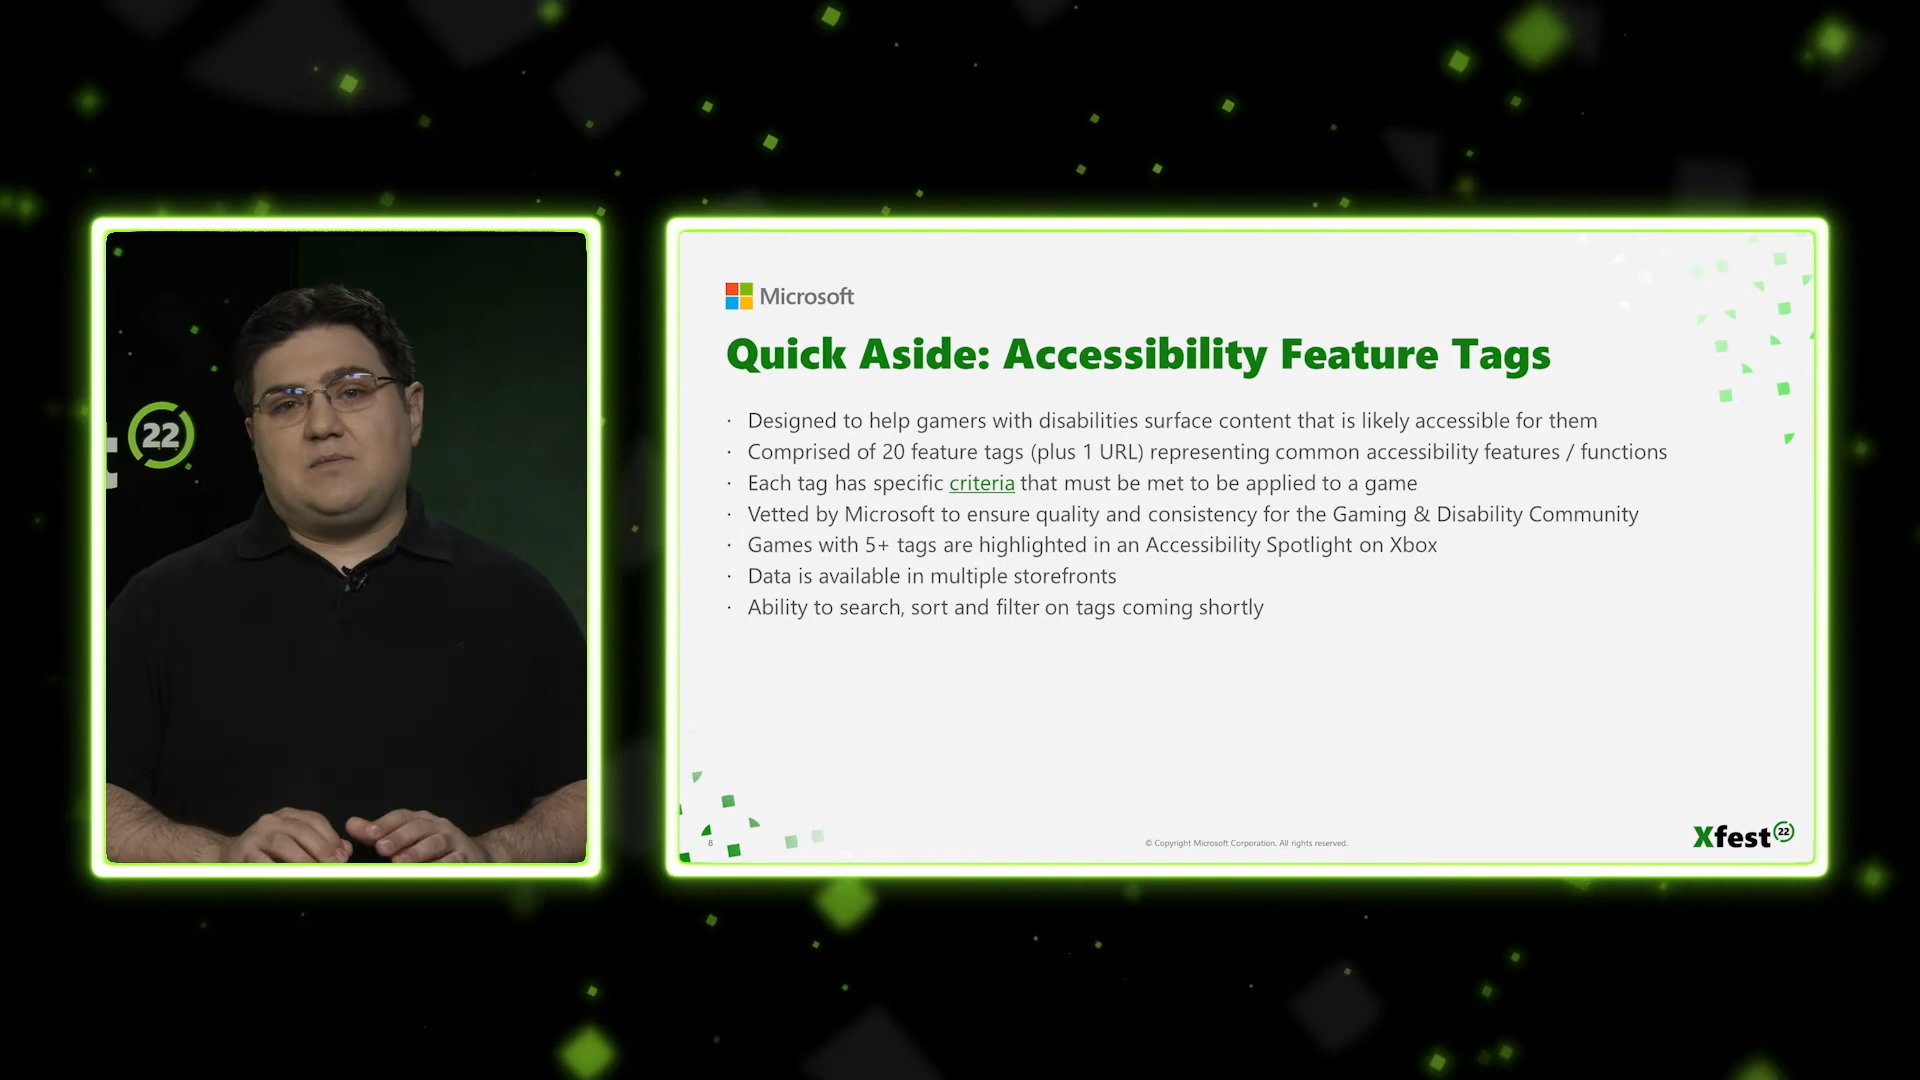 t 22
Microsoft
Quick Aside: Accessibility Feature Tags
· Designed to help gamers with disabilities surface content that is likely accessible for them
· Comprised of 20 feature tags (plus 1 URL) representing common accessibility features / functions
· Each tag has specific criteria that must be met to be applied to a game
· Vetted by Microsoft to ensure quality and consistency for the Gaming & Disability Community
· Games with 5+ tags are highlighted in an Accessibility Spotlight on Xbox
· Data is available in multiple storefronts
· Ability to search, sort and filter on tags coming shortly
8
© Copyright Microsoft Corporation. All rights reserved.
Xfest 22